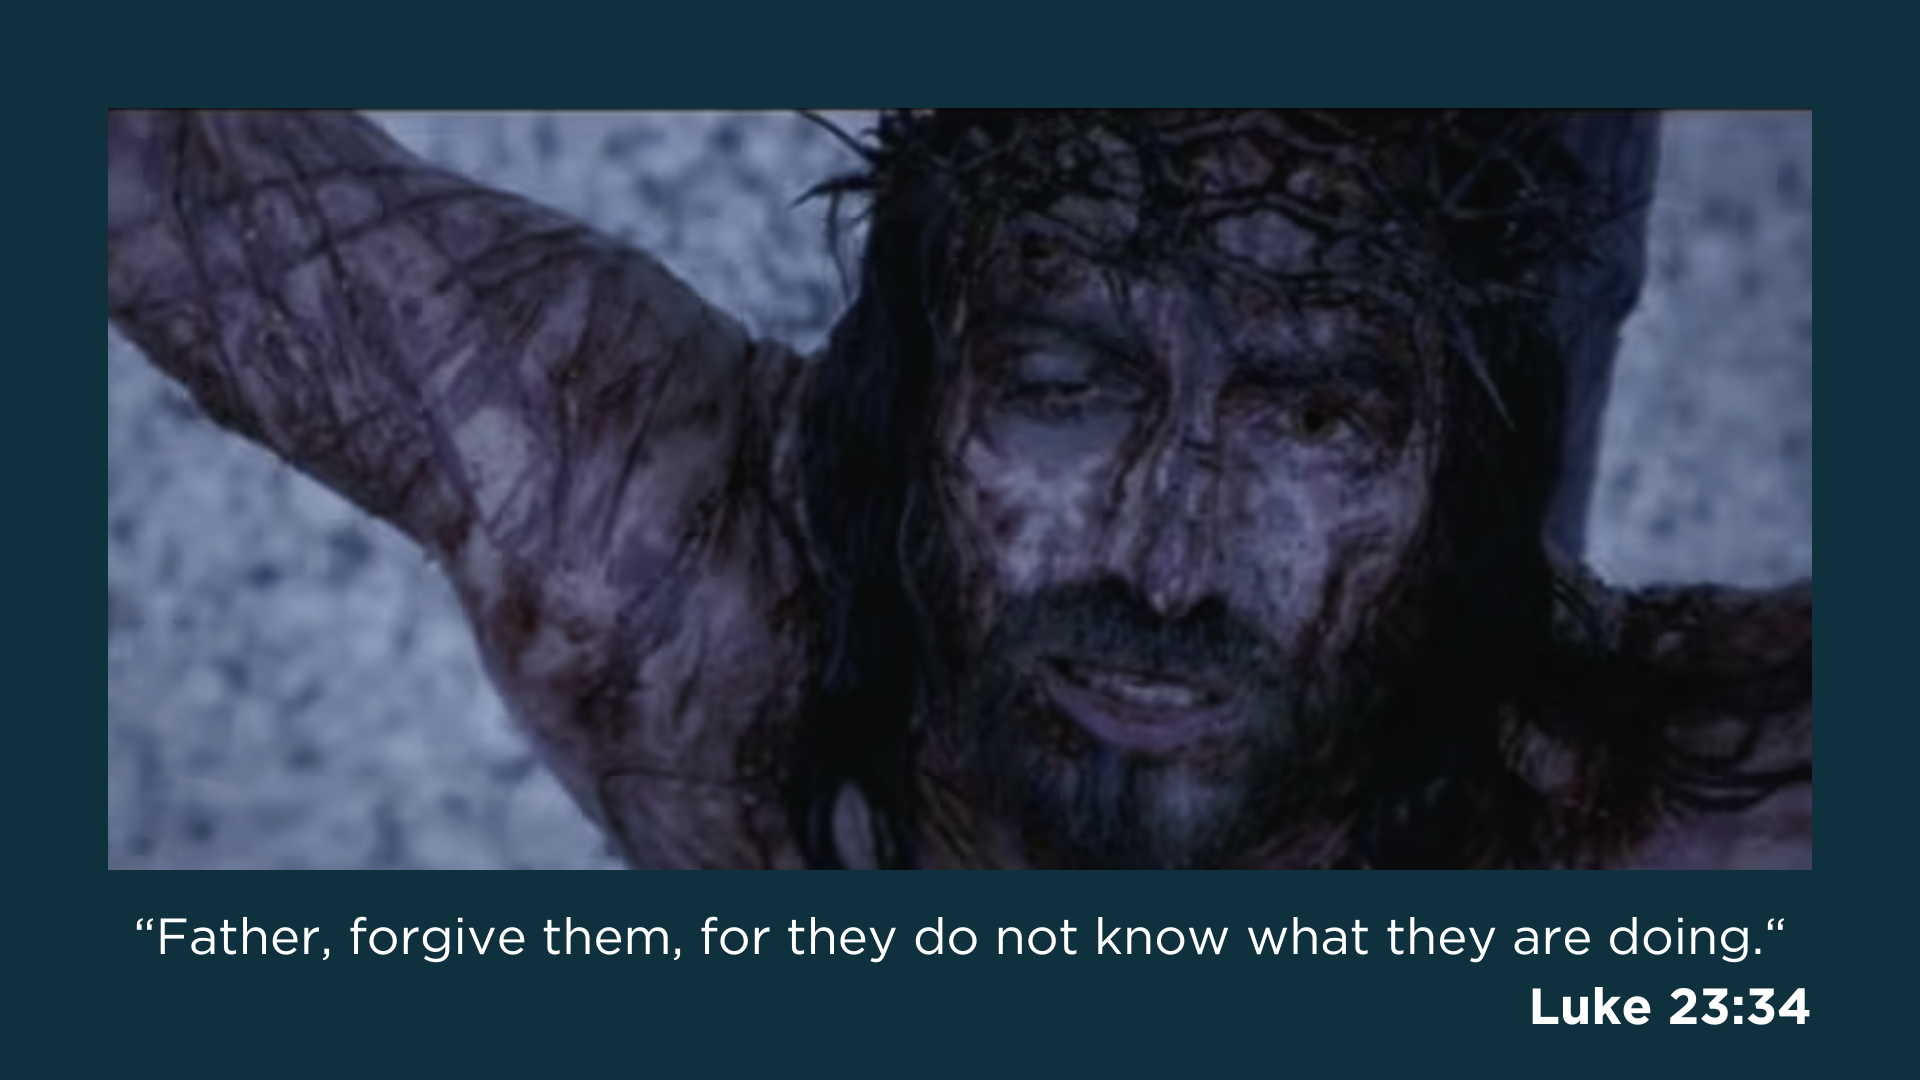 “Father, forgive them, for they do not know what they are doing.“
Luke 23:34